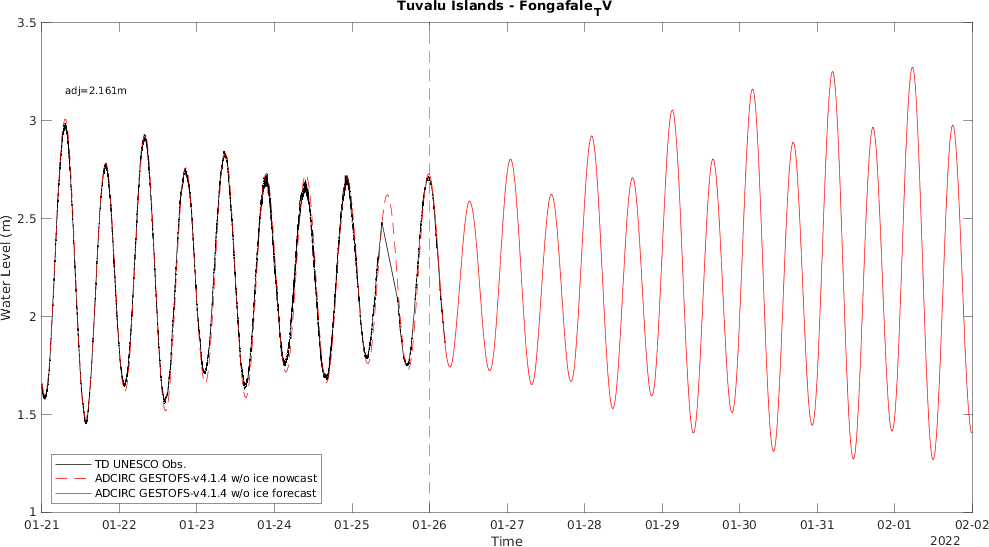 Tuvalu Islands - Fongafale_TV
adj=2.161m
Water Level (m)
3.5
3
2.5
2
1.5
1
TD UNESCO Obs.
ADCIRC GESTOFS-v4.1.4 w/o ice nowcast
ADCIRC GESTOFS-v4.1.4 w/o ice forecast
01-21 01-22 01-23 01-24 01-25 01-26 01-27 01-28 01-29 01-30 01-31 02-01 02-02
Time
2022